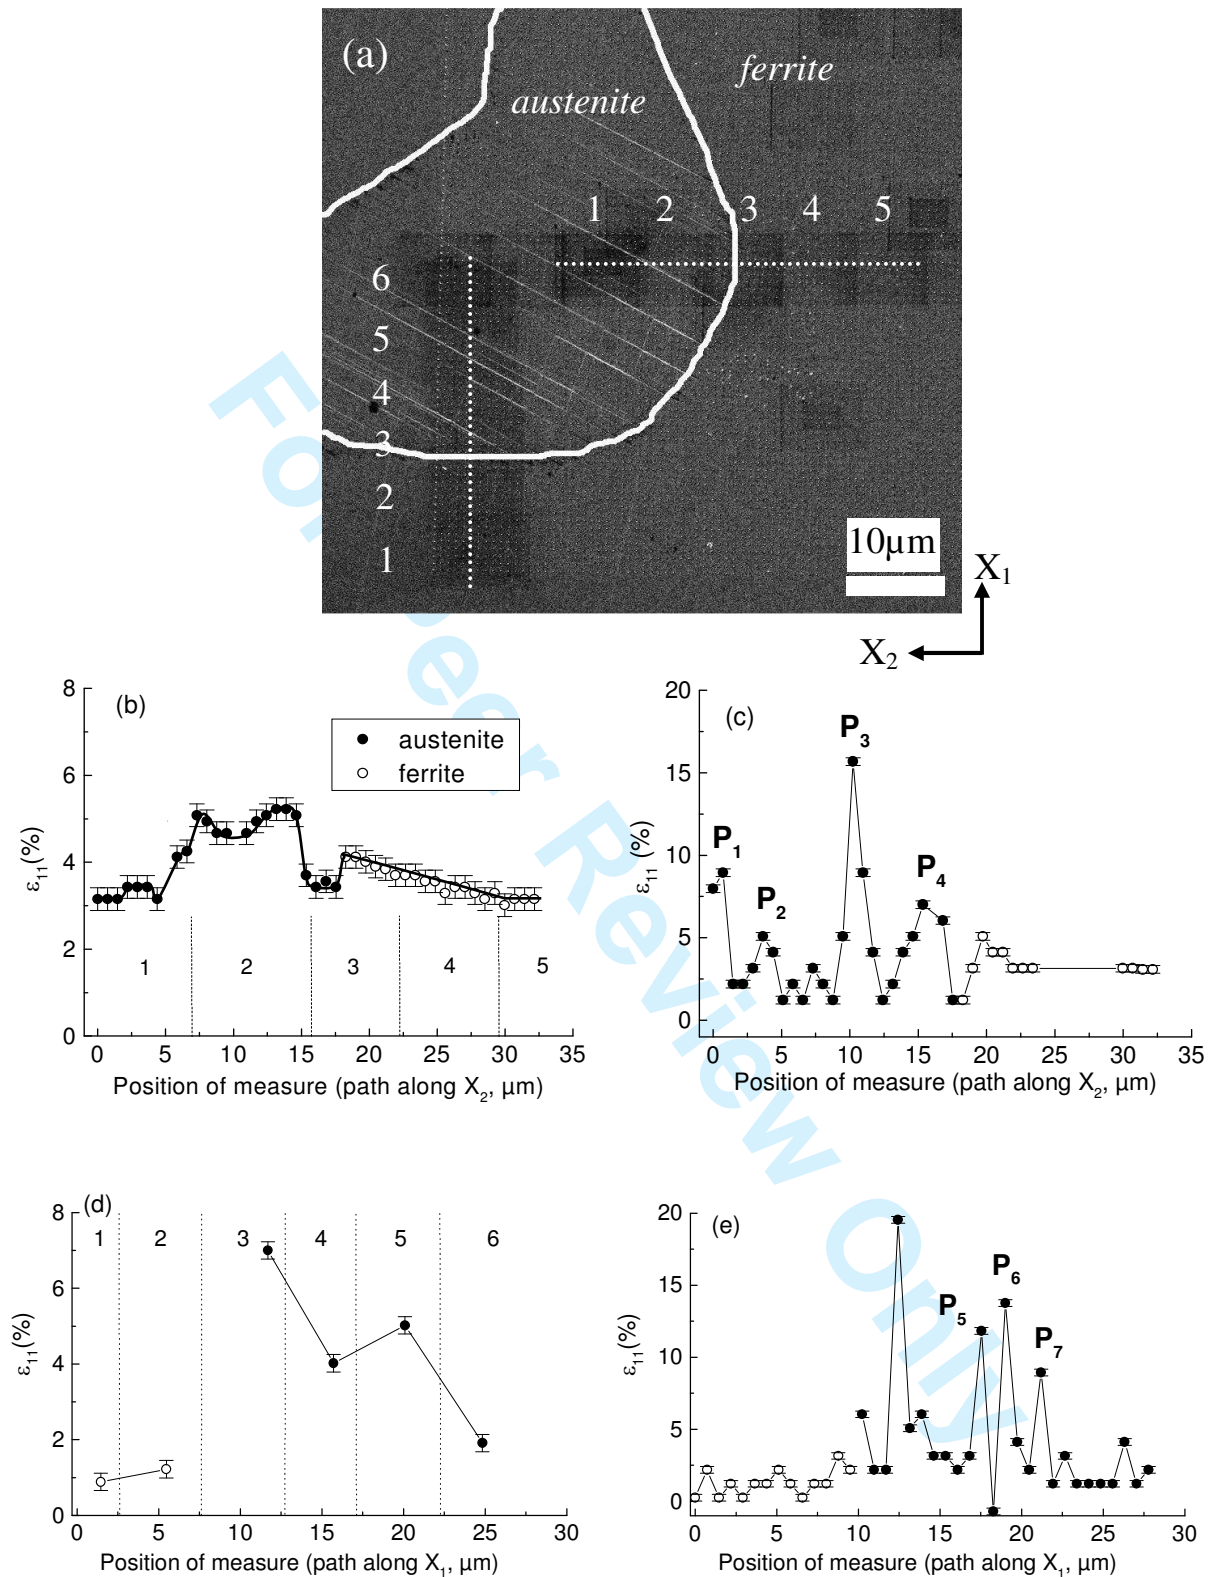 (a)
ferrite
austenite
1 2 3 4 5
6
5
4
3
2
1
10µm
X1
X2
For Peer Review Only
(b)
8
6
4
2
0
ε11(%)
austenite
ferrite
1 2 3 4 5
0 5 10 15 20 25 30 35
Position of measure (path along X2, µm)
(c)
20
15
10
5
0
ε11(%)
P1
P2
P3
P4
0 5 10 15 20 25 30 35
Position of measure (path along X2, µm)
(d)
8
6
4
2
0
ε11(%)
1 2 3 4 5 6
0 5 10 15 20 25 30
Position of measure (path along X1, µm)
(e)
20
15
10
5
0
ε11(%)
P5
P6
P7
0 5 10 15 20 25 30
Position of measure (path along X1, µm)